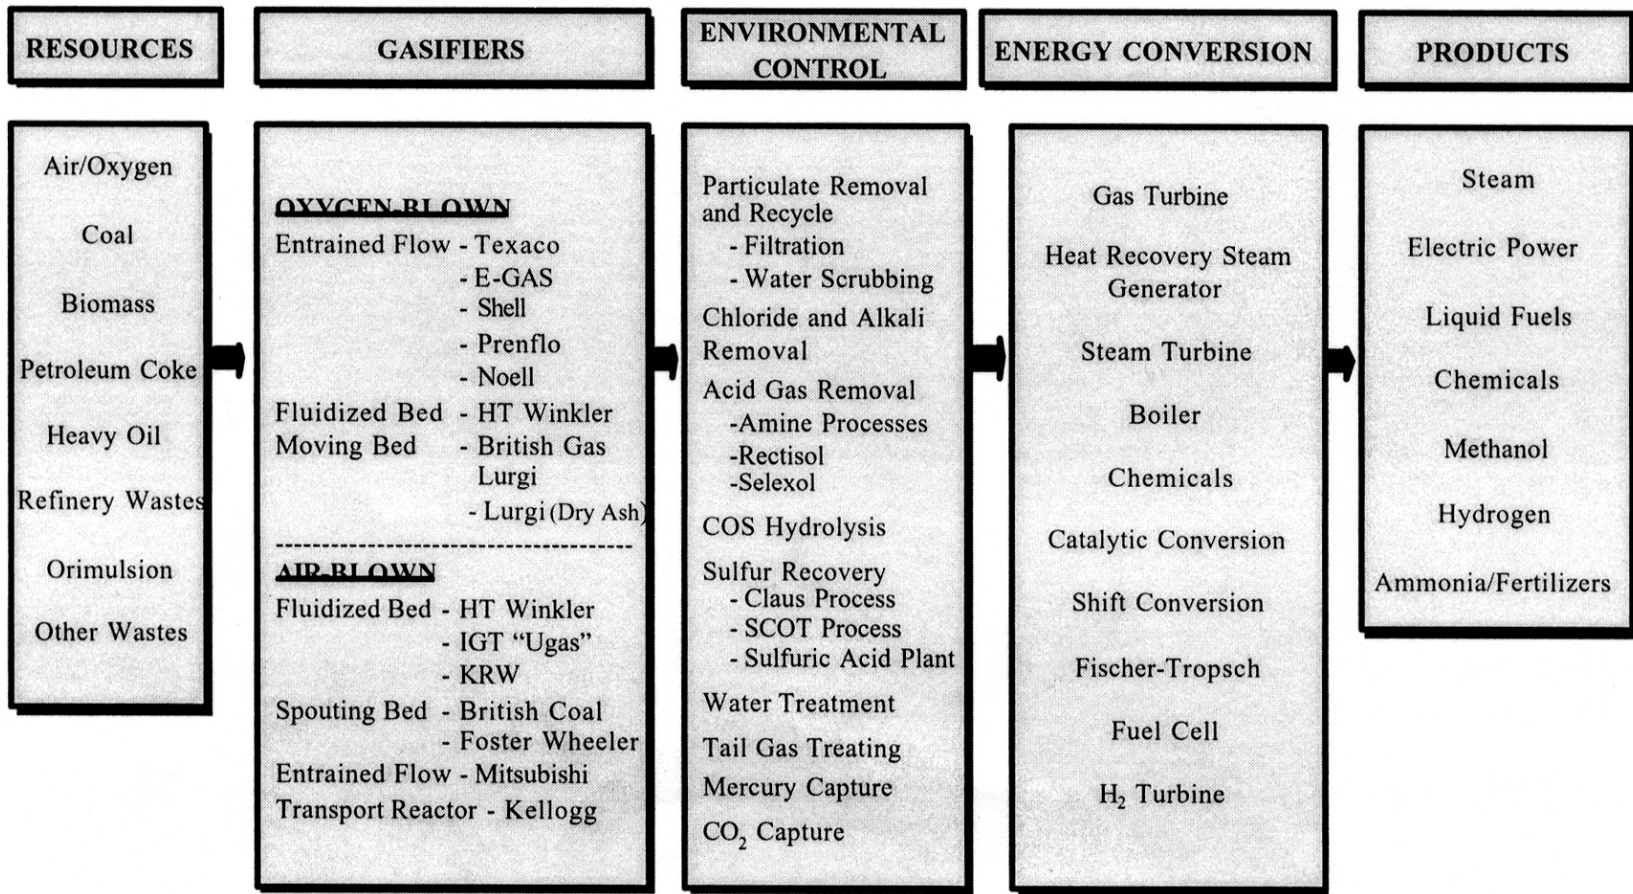 RESOURCES
GASIFIERS
ENVIRONMENTAL
CONTROL
ENERGY CONVERSION
PRODUCTS
Air/Oxygen
Coal
Biomass
Petroleum Coke
Heavy Oil
Refinery Wastes
Orimulsion
Other Wastes
OXYGEN-BLOWN
Entrained Flow - Texaco
- E-GAS
- Shell
- Prenflo
- Noell
Fluidized Bed - HT Winkler
Moving Bed - British Gas
Lurgi
- Lurgi (Dry Ash)
AIR-BLOWN
Fluidized Bed - HT Winkler
- IGT “Ugas”
- KRW
Spouting Bed - British Coal
- Foster Wheeler
Entrained Flow - Mitsubishi
Transport Reactor - Kellogg
Particulate Removal
and Recycle
- Filtration
- Water Scrubbing
Chloride and Alkali
Removal
Acid Gas Removal
-Amine Processes
-Rectisol
-Selexol
COS Hydrolysis
Sulfur Recovery
- Claus Process
- SCOT Process
- Sulfuric Acid Plant
Water Treatment
Tail Gas Treating
Mercury Capture
CO₂ Capture
Gas Turbine
Heat Recovery Steam
Generator
Steam Turbine
Boiler
Chemicals
Catalytic Conversion
Shift Conversion
Fischer-Tropsch
Fuel Cell
H₂ Turbine
Steam
Electric Power
Liquid Fuels
Chemicals
Methanol
Hydrogen
Ammonia/Fertilizers